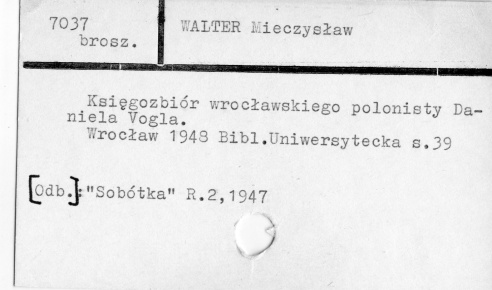 7037
brosz.
WALTER Mieczysław
Księgozbiór wrocławskiego polonisty Da-
niela Vogla.
Wrocław 1948 Bibl.Uniwersytecka s.39
[Odb.]:"Sobótka" R.2,1947